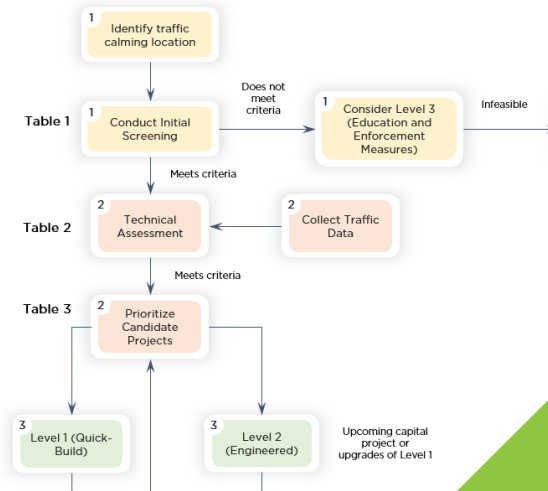 1
Identify traffic
calming location
Table 1
1
Conduct Initial
Screening
Does not
meet
criteria
1
Consider Level 3
(Education and
Enforcement
Measures)
Infeasible
Meets criteria
Table 2
2
Technical
Assessment
2
Collect Traffic
Data
Meets criteria
Table 3
2
Prioritize
Candidate
Projects
3
Level 1 (Quick-
Build)
3
Level 2
(Engineered)
Upcoming capital
project or
upgrades of Level 1